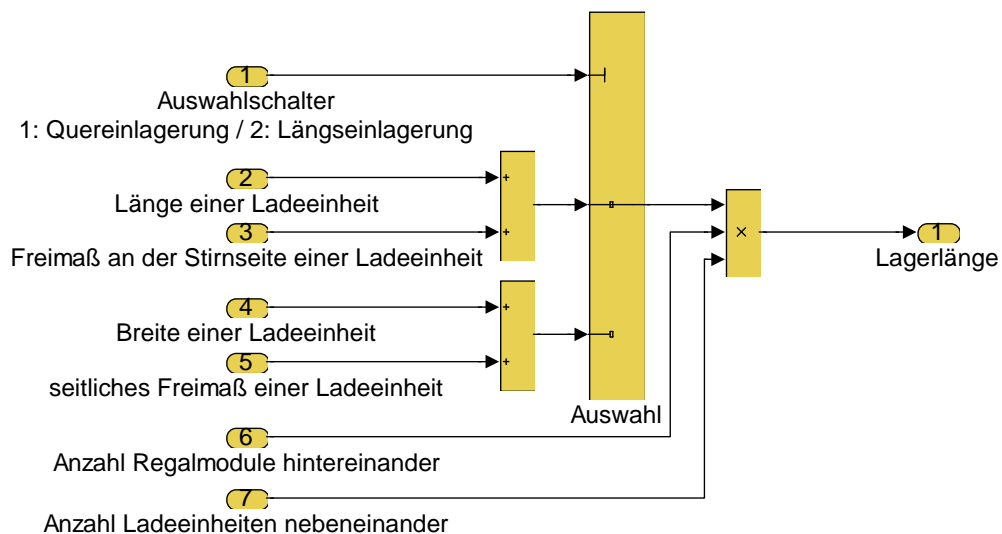 1
Auswahlschalter
1: Quereinlagerung / 2: Längseinlagerung
2
Länge einer Ladeeinheit
3
Freimaß an der Stirnseite einer Ladeeinheit
4
Breite einer Ladeeinheit
5
seitliches Freimaß einer Ladeeinheit
6
Anzahl Regalmodule hintereinander
7
Anzahl Ladeeinheiten nebeneinander
+
+
+
+
Auswahl
×
1
Lagerlänge